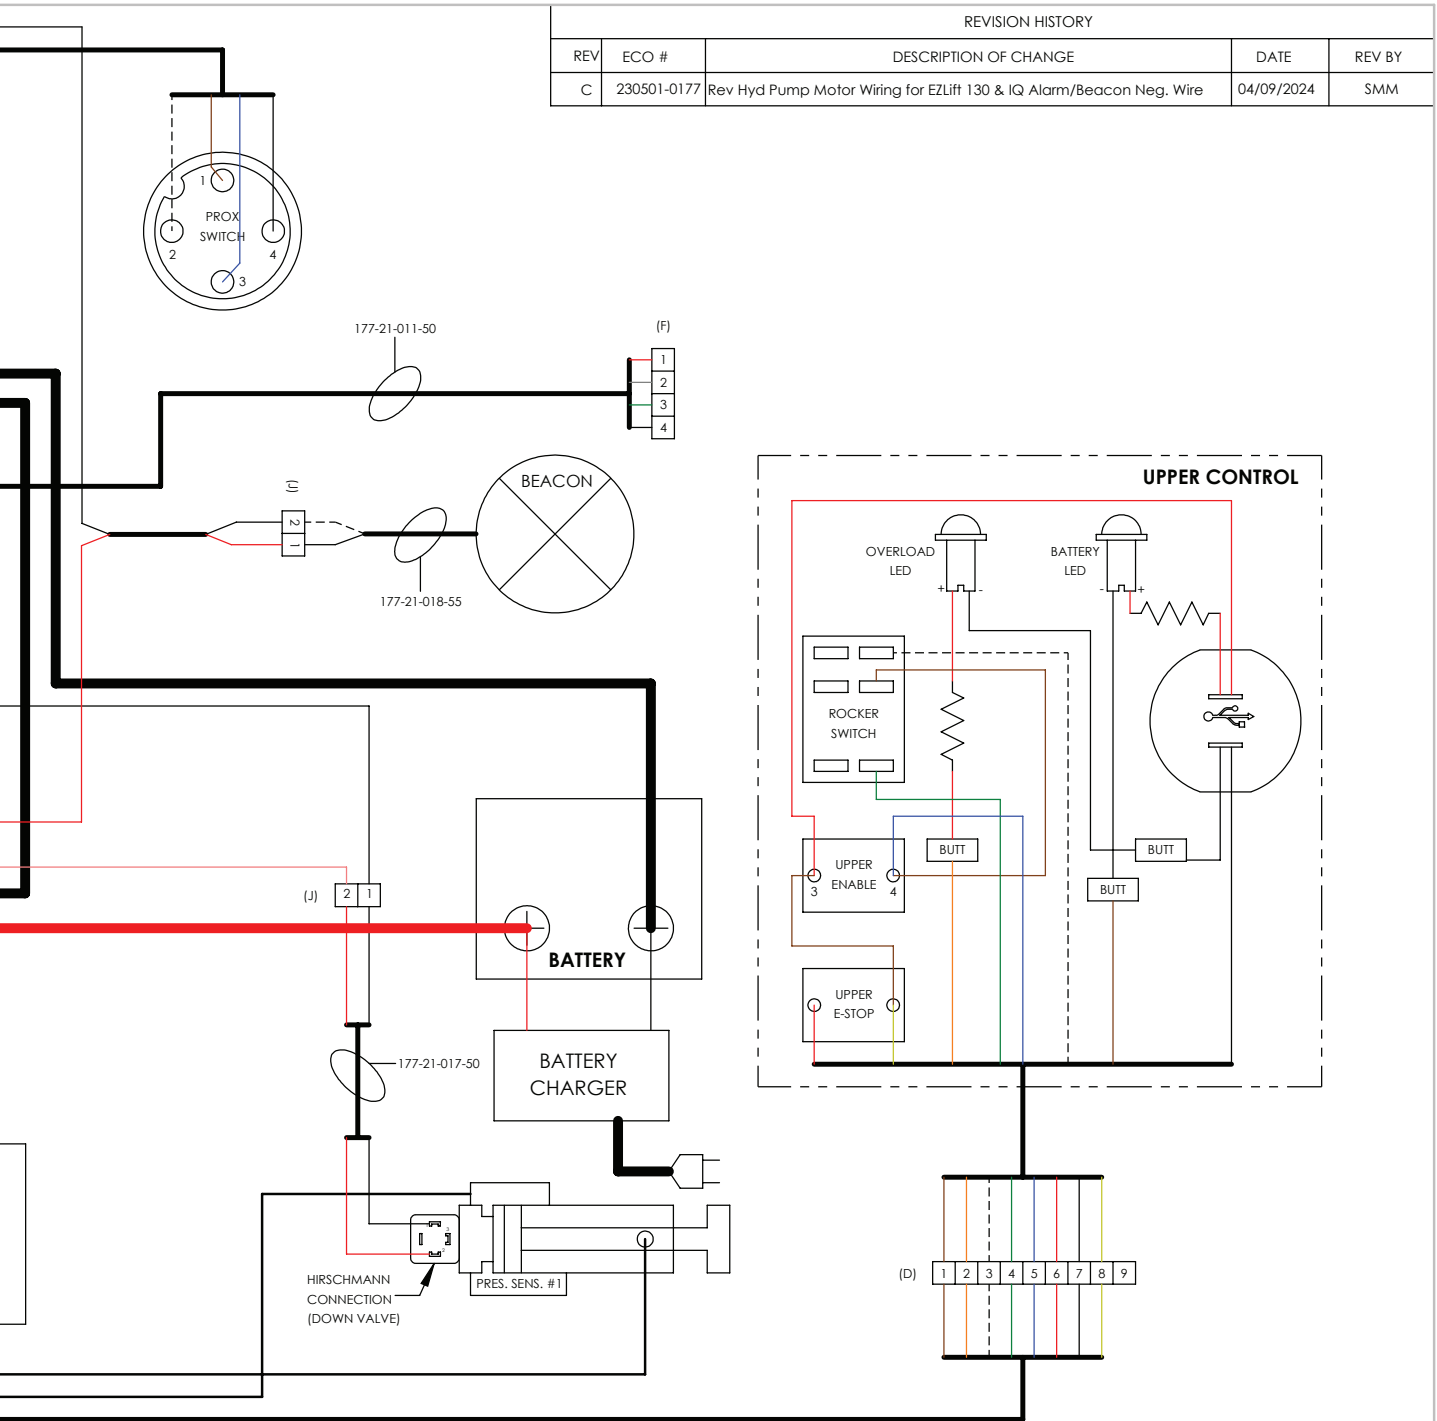 REVISION HISTORY
REV ECO # DESCRIPTION OF CHANGE DATE REV BY
C 230501-0177 Rev Hyd Pump Motor Wiring for EZLift 130 & IQ Alarm/Beacon Neg. Wire 04/09/2024 SMM
1
PROX
SWITCH
2
4
3
177-21-011-50
(F)
1
2
3
4
(J)
2
1
BEACON
177-21-018-55
UPPER CONTROL
OVERLOAD
LED
+ -
BATTERY
LED
- +
ROCKER
SWITCH
BUTT
BUTT
BUTT
UPPER
ENABLE
3 4
UPPER
E-STOP
(J) 2 1
BATTERY
BATTERY
CHARGER
177-21-017-50
HIRSCHMANN
CONNECTION
(DOWN VALVE)
PRES. SENS. #1
(D) 1 2 3 4 5 6 7 8 9